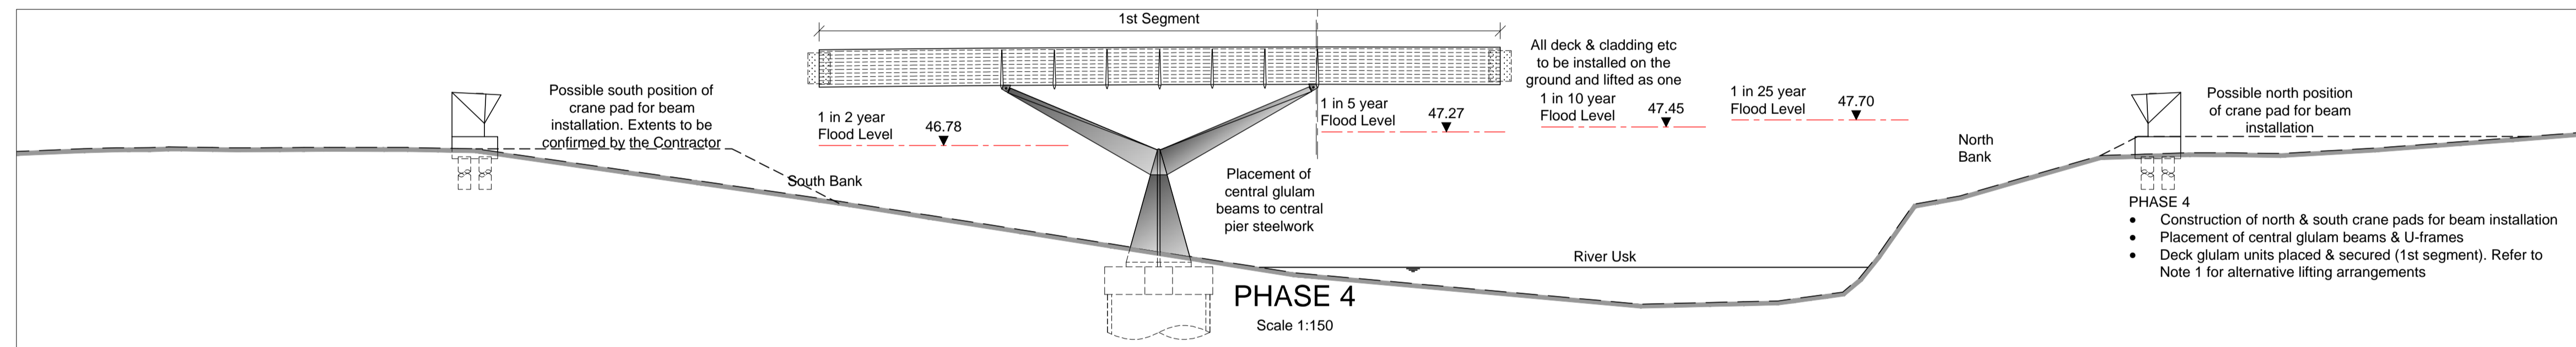 1st Segment
Possible south position of
crane pad for beam
installation. Extents to be
confirmed by the Contractor
South Bank
1 in 2 year
Flood Level
46.78
1 in 5 year
Flood Level
47.27
All deck & cladding etc
to be installed on the
ground and lifted as one
1 in 10 year
Flood Level
47.45
1 in 25 year
Flood Level
47.70
Placement of
central glulam
beams to central
pier steelwork
River Usk
North
Bank
Possible north position
of crane pad for beam
installation
PHASE 4
• Construction of north & south crane pads for beam installation
• Placement of central glulam beams & U-frames
• Deck glulam units placed & secured (1st segment). Refer to
Note 1 for alternative lifting arrangements
PHASE 4
Scale 1:150